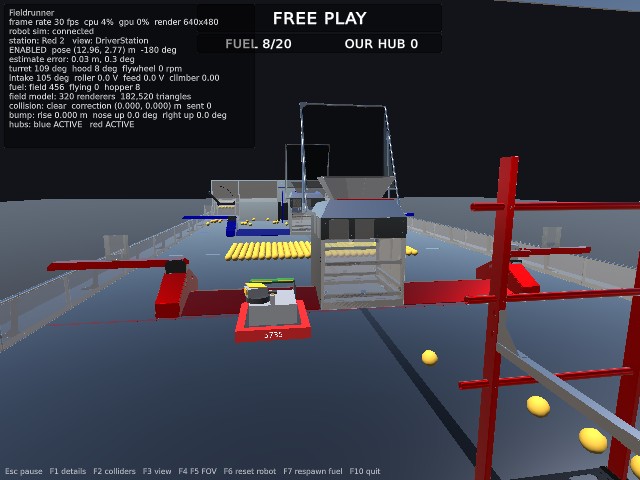 Fieldrunner
frame rate 30 fps cpu 4% gpu 0% render 640x480
robot sim: connected
station: Red 2 view: DriverStation
ENABLED pose (12.96, 2.77) m -180 deg
estimate error: 0.03 m, 0.3 deg
turret 109 deg hood 8 deg flywheel 0 rpm
intake 105 deg roller 0.0 V feed 0.0 V climber 0.00
fuel: field 456 flying 0 hopper 8
field model: 320 renderers 182,520 triangles
collision: clear correction (0.000, 0.000) m sent 0
bump: rise 0.000 m nose up 0.0 deg right up 0.0 deg
hubs: blue ACTIVE red ACTIVE
FREE PLAY
FUEL 8/20 OUR HUB 0
5735
Esc pause F1 details F2 colliders F3 view F4 F5 FOV F6 reset robot F7 respawn fuel F10 quit